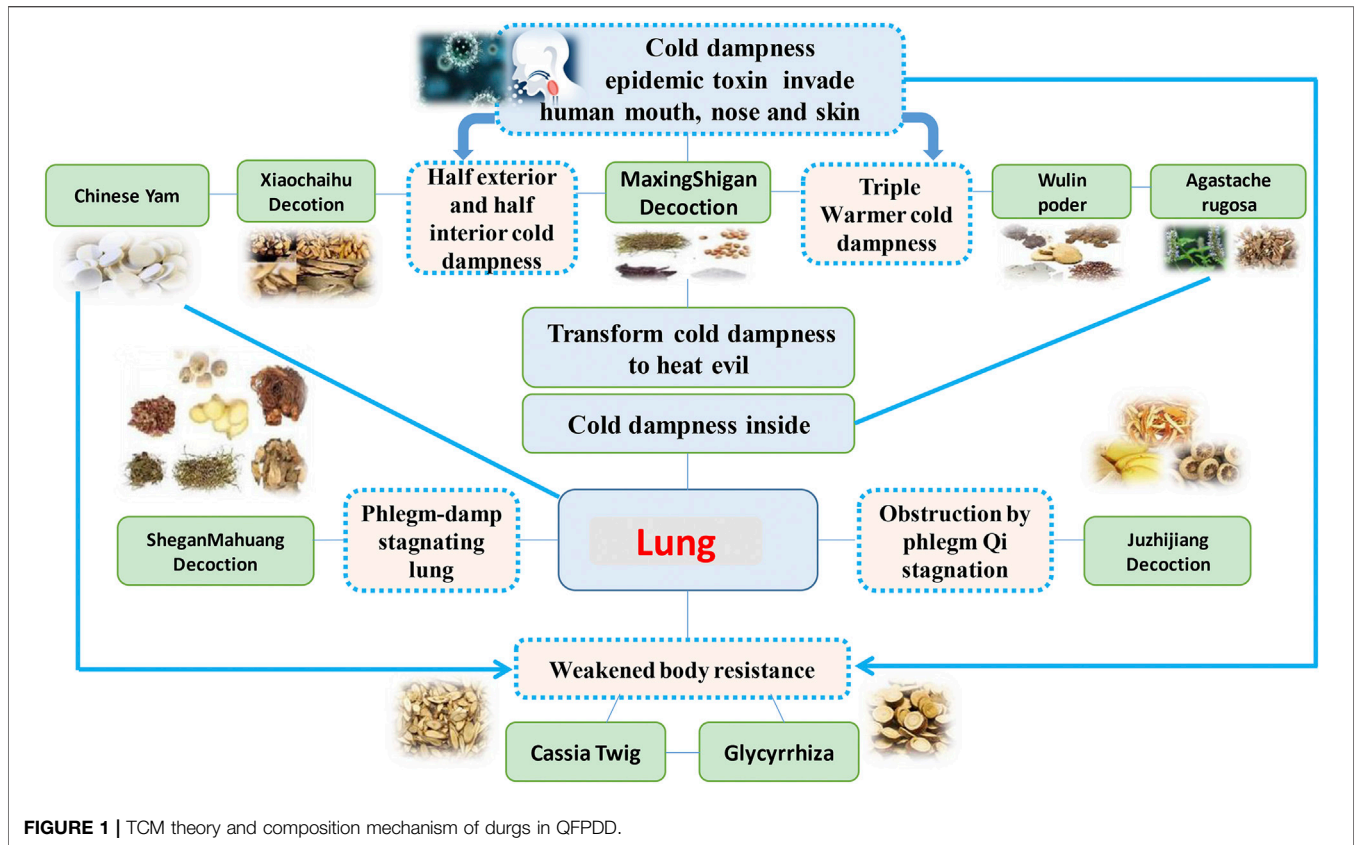 Cold dampness
epidemic toxin invade
human mouth, nose and skin
Chinese Yam
Xiaochaihu
Decotion
Half exterior
and half
interior cold
dampness
MaxingShigan
Decoction
Triple
Warmer cold
dampness
Wulin
poder
Agastache
rugosa
Transform cold dampness
to heat evil
Cold dampness inside
SheganMahuang
Decoction
Phlegm-damp
stagnating
lung
Lung
Obstruction by
phlegm Qi
stagnation
Juzhijiang
Decoction
Weakened body resistance
Cassia Twig
Glycyrrhiza
FIGURE 1 | TCM theory and composition mechanism of durgs in QFPDD.